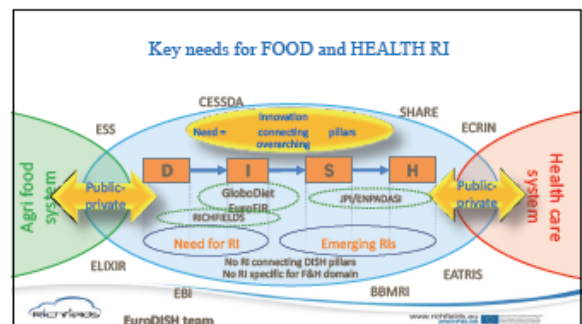 Key needs for FOOD and HEALTH RI
CESSDA
SHARE
ESS
ECRIN
Innovation
Need = connecting pillars
overarching
Agri food
system
Health care
system
Public-
private
D I S H
Public-
private
GloboDiet
EuroFIR
JPI/ENPADASI
RICHFIELDS
Need for RI
Emerging RIs
No RI connecting DISH pillars
No RI specific for F&H domain
ELIXIR
EATRIS
EBI
BBMRI
Richfields
EuroDISH team
www.richfields.eu